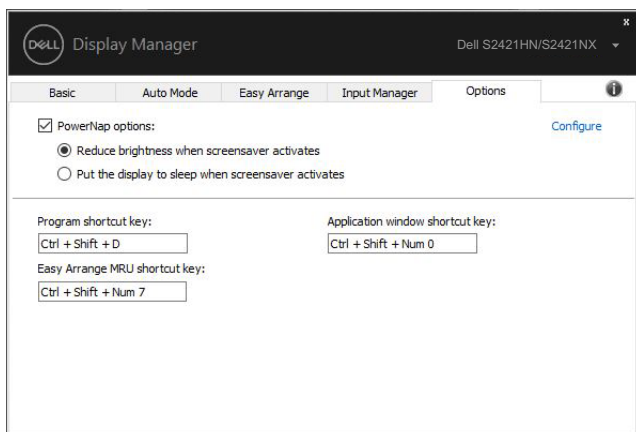 x
DELL Display Manager Dell S2421HN/S2421NX
Basic Auto Mode Easy Arrange Input Manager Options
PowerNap options: Configure
Reduce brightness when screensaver activates
Put the display to sleep when screensaver activates
Program shortcut key: Application window shortcut key:
Ctrl + Shift + D Ctrl + Shift + Num 0
Easy Arrange MRU shortcut key:
Ctrl + Shift + Num 7